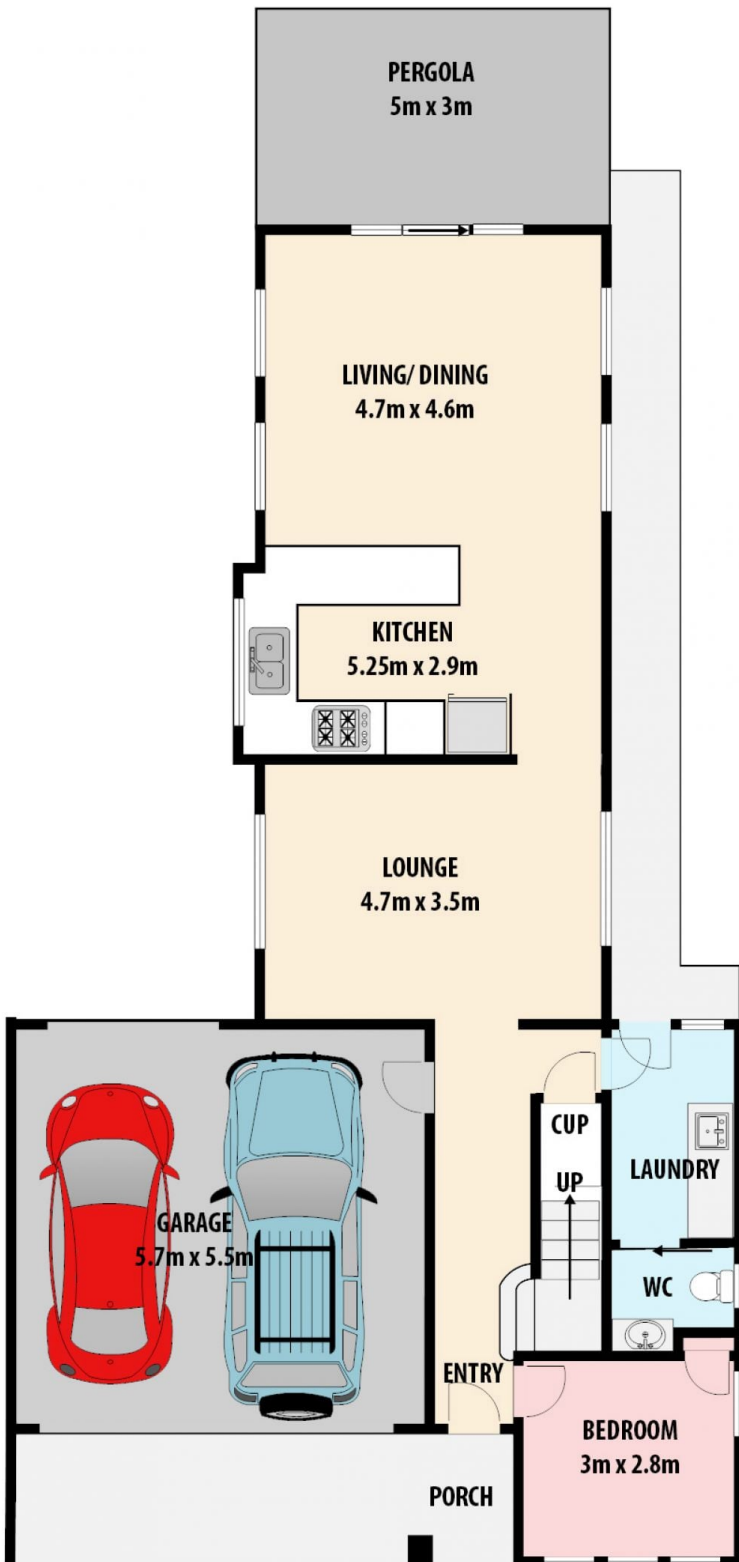 PERGOLA
5m x 3m
LIVING/ DINING
4.7m x 4.6m
KITCHEN
5.25m x 2.9m
LOUNGE
4.7m x 3.5m
CUP
UP
LAUNDRY
GARAGE
5.7m x 5.5m
WC
ENTRY
BEDROOM
3m x 2.8m
PORCH